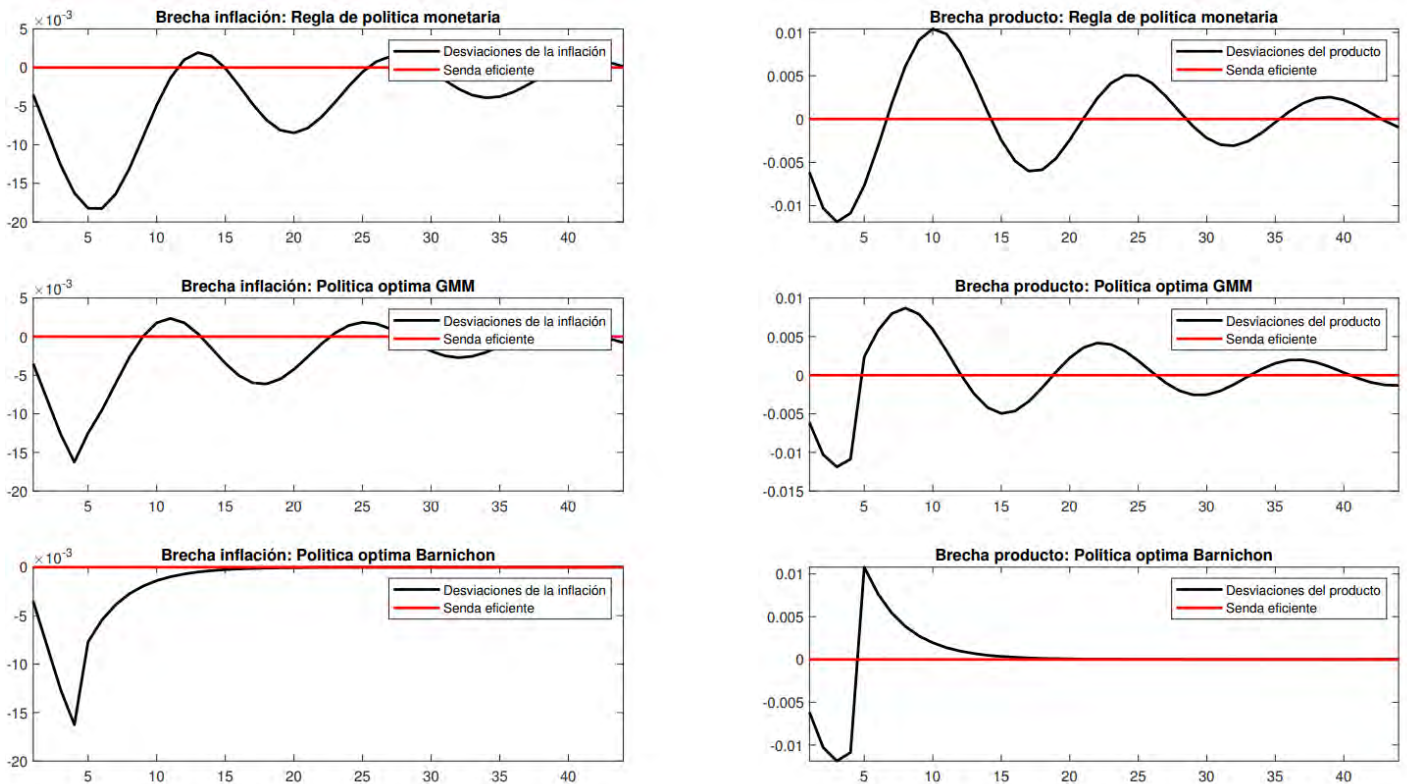 Brecha inflación: Regla de politica monetaria
×10⁻³
5
0
-5
-10
-15
-20
5 10 15 20 25 30 35 40
Desviaciones de la inflación
Senda eficiente
Brecha producto: Regla de politica monetaria
0.01
0.005
0
-0.005
-0.01
5 10 15 20 25 30 35 40
Desviaciones del producto
Senda eficiente
Brecha inflación: Politica optima GMM
×10⁻³
5
0
-5
-10
-15
-20
5 10 15 20 25 30 35 40
Desviaciones de la inflación
Senda eficiente
Brecha producto: Politica optima GMM
0.01
0.005
0
-0.005
-0.01
-0.015
5 10 15 20 25 30 35 40
Desviaciones del producto
Senda eficiente
Brecha inflación: Politica optima Barnichon
×10⁻³
0
-5
-10
-15
-20
5 10 15 20 25 30 35 40
Desviaciones de la inflación
Senda eficiente
Brecha producto: Politica optima Barnichon
0.01
0.005
0
-0.005
-0.01
5 10 15 20 25 30 35 40
Desviaciones del producto
Senda eficiente